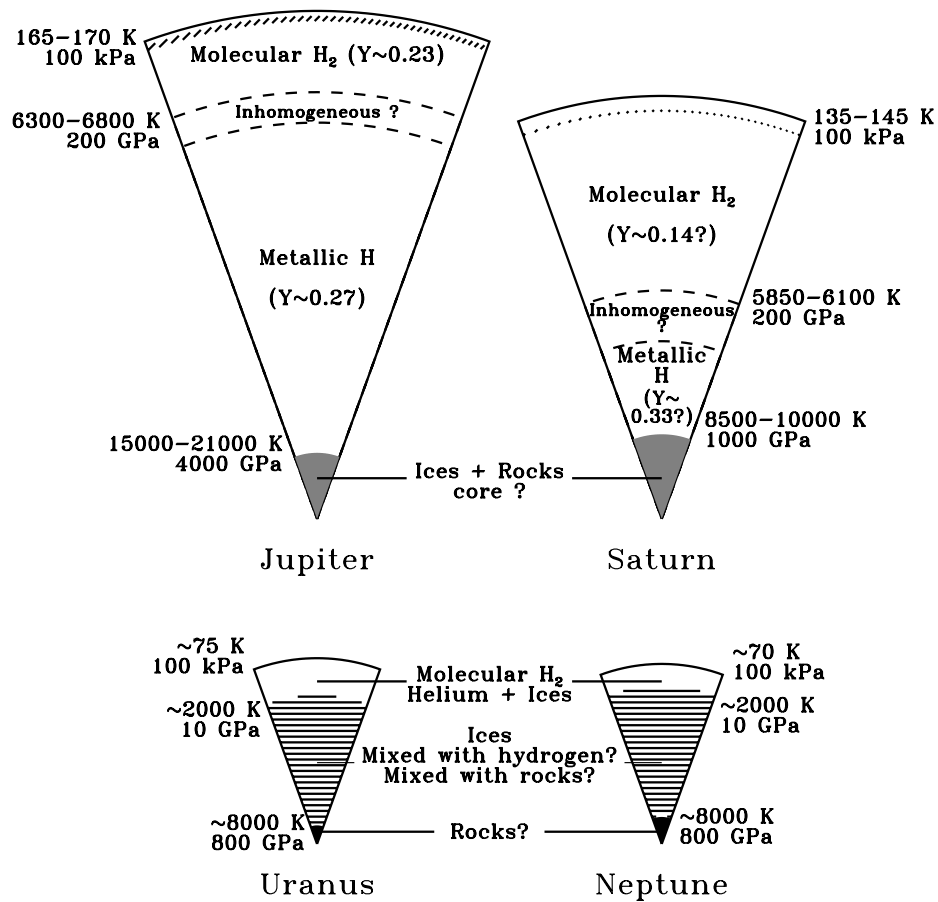 165−170 K
100 kPa
Molecular H₂ (Y~0.23)
6300−6800 K
200 GPa
Inhomogeneous ?
Metallic H
(Y~0.27)
15000−21000 K
4000 GPa
135−145 K
100 kPa
Molecular H₂
(Y~0.14?)
5850−6100 K
200 GPa
Inhomogeneous
?
Metallic
H
(Y~
0.33?)
8500−10000 K
1000 GPa
Ices + Rocks
core ?
Jupiter
Saturn
~75 K
100 kPa
~2000 K
10 GPa
~8000 K
800 GPa
Molecular H₂
Helium + Ices
Ices
Mixed with hydrogen?
Mixed with rocks?
Rocks?
~70 K
100 kPa
~2000 K
10 GPa
~8000 K
800 GPa
Uranus
Neptune